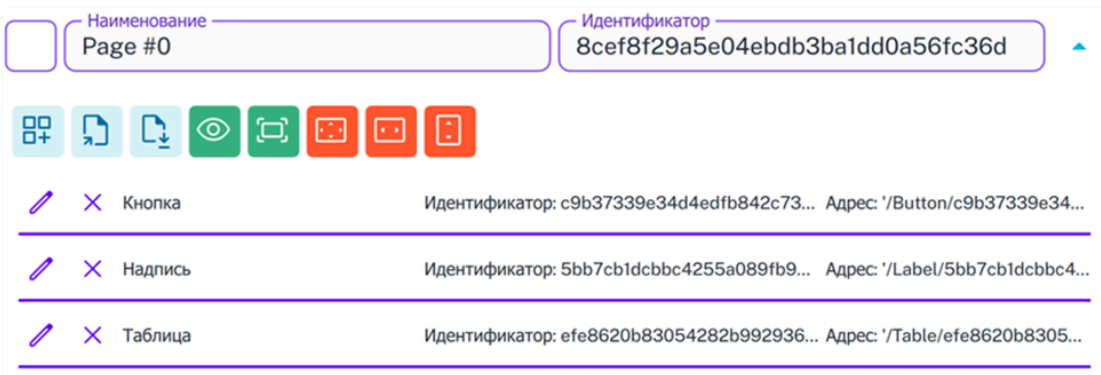 Наименование
Page #0
Идентификатор
8cef8f29a5e04ebdb3ba1dd0a56fc36d
Кнопка Идентификатор: c9b37339e34d4edfb842c73... Адрес: '/Button/c9b37339e34...
Надпись Идентификатор: 5bb7cb1dcbbc4255a089fb9... Адрес: '/Label/5bb7cb1dcbbc4...
Таблица Идентификатор: efe8620b83054282b992936... Адрес: '/Table/efe8620b8305...